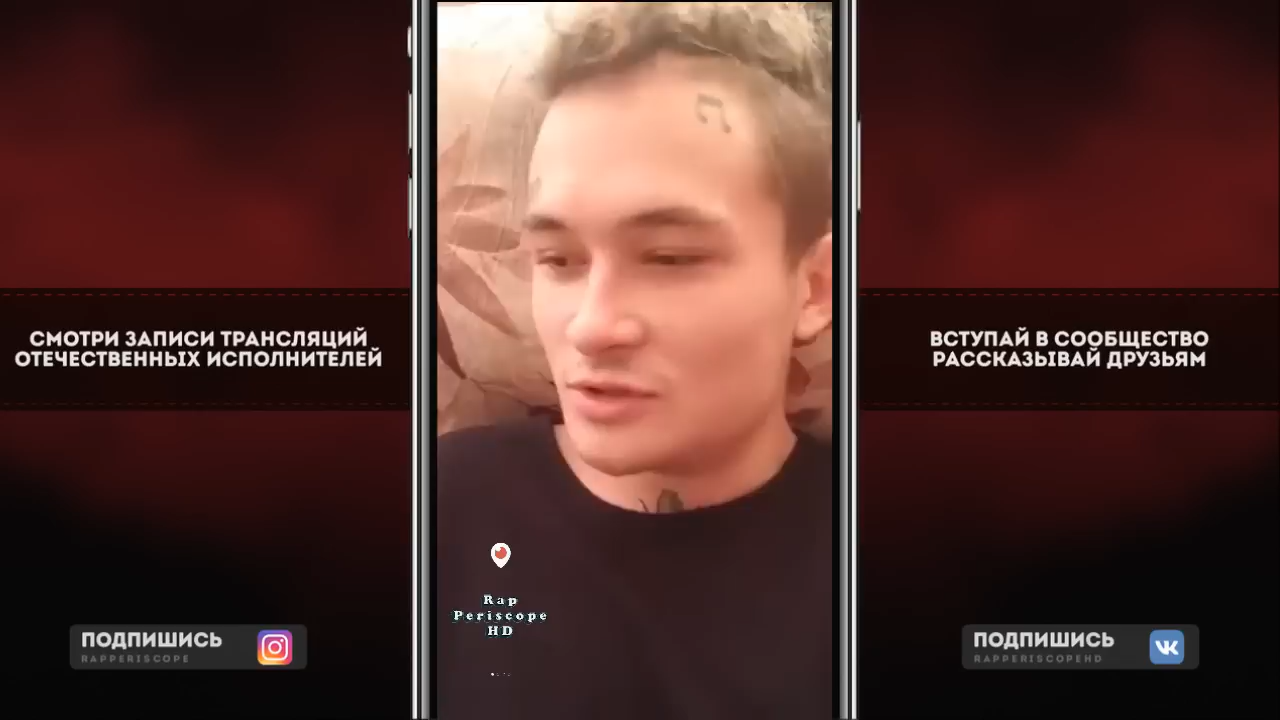 СМОТРИ ЗАПИСИ ТРАНСЛЯЦИЙ
ОТЕЧЕСТВЕННЫХ ИСПОЛНИТЕЛЕЙ
ВСТУПАЙ В СООБЩЕСТВО
РАССКАЗЫВАЙ ДРУЗЬЯМ
Rap
Periscope
HD
ПОДПИШИСЬ
RAPPERISCOPE
ПОДПИШИСЬ
RAPPERISCOPEHD